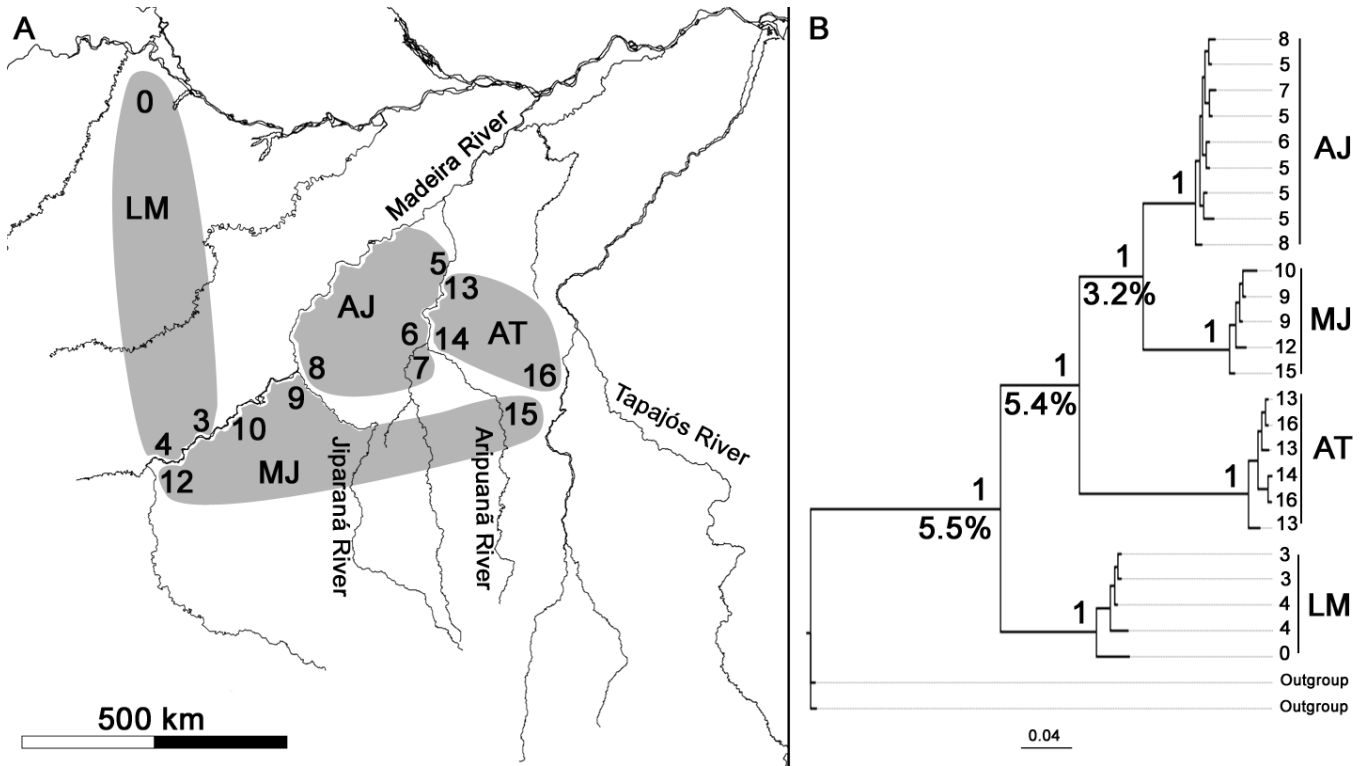 A
0
LM
Madeira River
5
13
AJ
6
14
AT
8
7
16
9
3
10
15
4
12
MJ
Jiparaná River
Aripuanã River
Tapajós River
500 km
B
8
5
7
5
6
5
5
5
8
AJ
1
1
3.2%
10
9
9
12
15
MJ
1
1
5.4%
13
16
13
14
16
13
AT
1
1
5.5%
3
3
4
4
0
LM
1
Outgroup
Outgroup
0.04